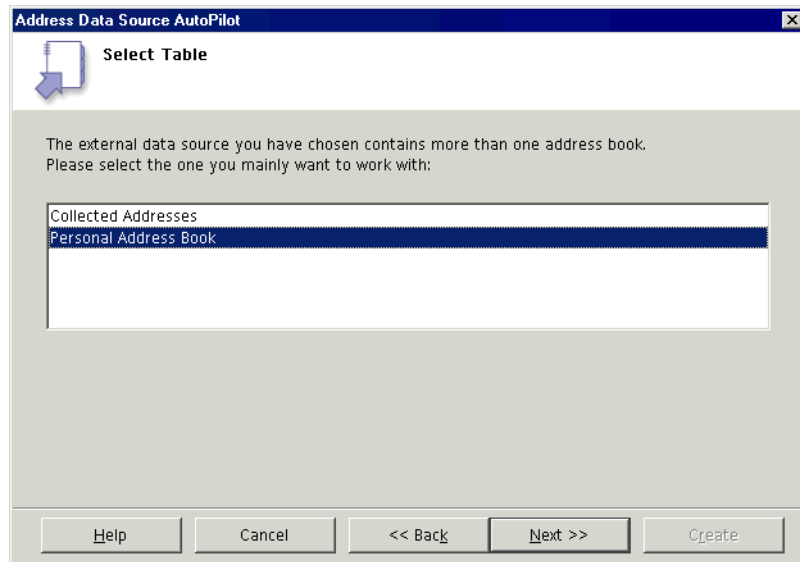 Address Data Source AutoPilot
Select Table
The external data source you have chosen contains more than one address book.
Please select the one you mainly want to work with:
Collected Addresses
Personal Address Book
Help
Cancel
<< Back
Next >>
Create